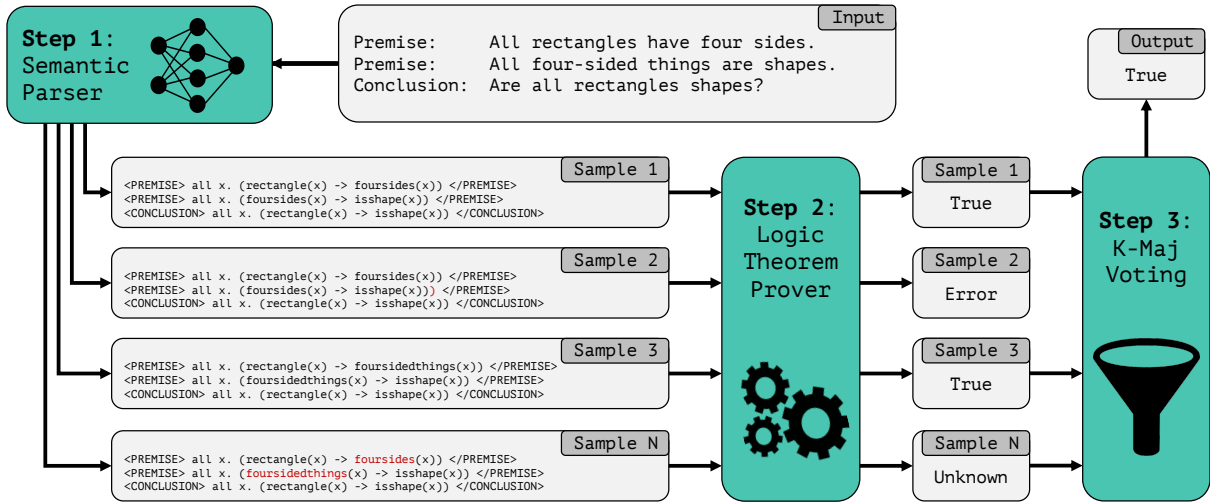 Step 1:
Semantic
Parser
Input
Premise: All rectangles have four sides.
Premise: All four-sided things are shapes.
Conclusion: Are all rectangles shapes?
Output
True
Sample 1
<PREMISE> all x. (rectangle(x) -> foursides(x)) </PREMISE>
<PREMISE> all x. (foursides(x) -> isshape(x)) </PREMISE>
<CONCLUSION> all x. (rectangle(x) -> isshape(x)) </CONCLUSION>
Sample 2
<PREMISE> all x. (rectangle(x) -> foursides(x)) </PREMISE>
<PREMISE> all x. (foursides(x) -> isshape(x))) </PREMISE>
<CONCLUSION> all x. (rectangle(x) -> isshape(x)) </CONCLUSION>
Sample 3
<PREMISE> all x. (rectangle(x) -> foursidedthings(x)) </PREMISE>
<PREMISE> all x. (foursidedthings(x) -> isshape(x)) </PREMISE>
<CONCLUSION> all x. (rectangle(x) -> isshape(x)) </CONCLUSION>
Sample N
<PREMISE> all x. (rectangle(x) -> foursides(x)) </PREMISE>
<PREMISE> all x. (foursidedthings(x) -> isshape(x)) </PREMISE>
<CONCLUSION> all x. (rectangle(x) -> isshape(x)) </CONCLUSION>
Step 2:
Logic
Theorem
Prover
Sample 1
True
Sample 2
Error
Sample 3
True
Sample N
Unknown
Step 3:
K-Maj
Voting